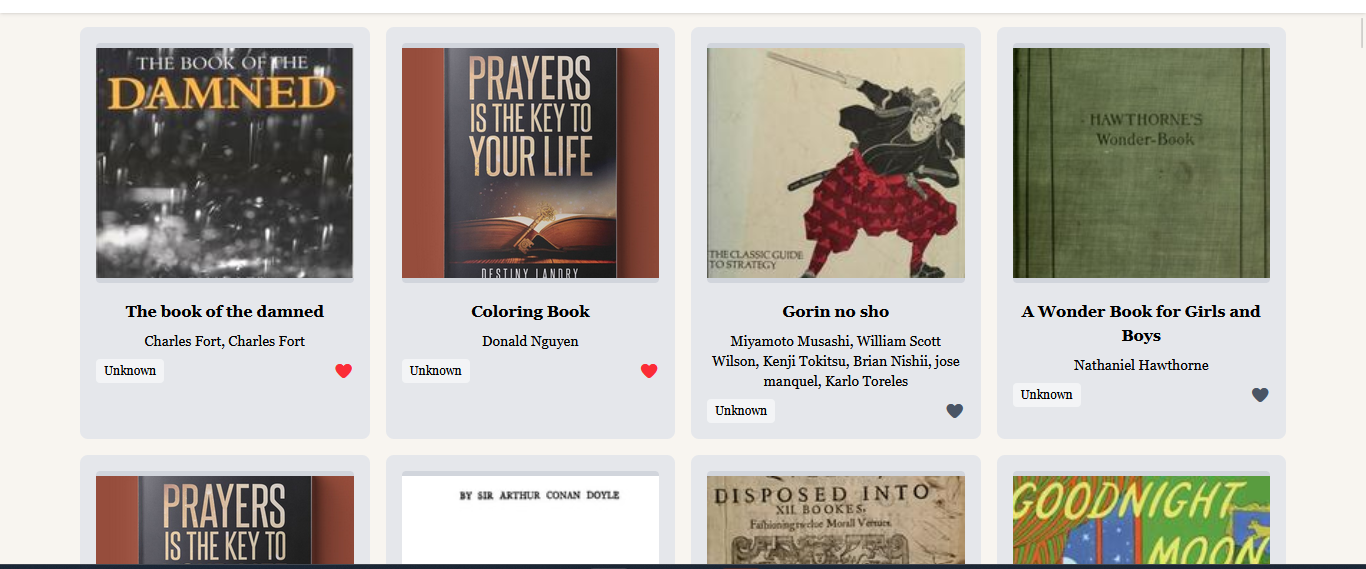 THE BOOK OF THE
DAMNED
The book of the damned
Charles Fort, Charles Fort
Unknown
PRAYERS
IS THE KEY TO
YOUR LIFE
DESTINY LANDRY
Coloring Book
Donald Nguyen
Unknown
THE CLASSIC GUIDE
TO STRATEGY
Gorin no sho
Miyamoto Musashi, William Scott
Wilson, Kenji Tokitsu, Brian Nishii, jose
manquel, Karlo Toreles
Unknown
HAWTHORNE'S
Wonder-Book
A Wonder Book for Girls and
Boys
Nathaniel Hawthorne
Unknown
PRAYERS
IS THE KEY TO
BY SIR ARTHUR CONAN DOYLE
DISPOSED INTO
XII. BOOKES,
Fashioning twelue Morall Vertues.
GOODNIGHT
MOON